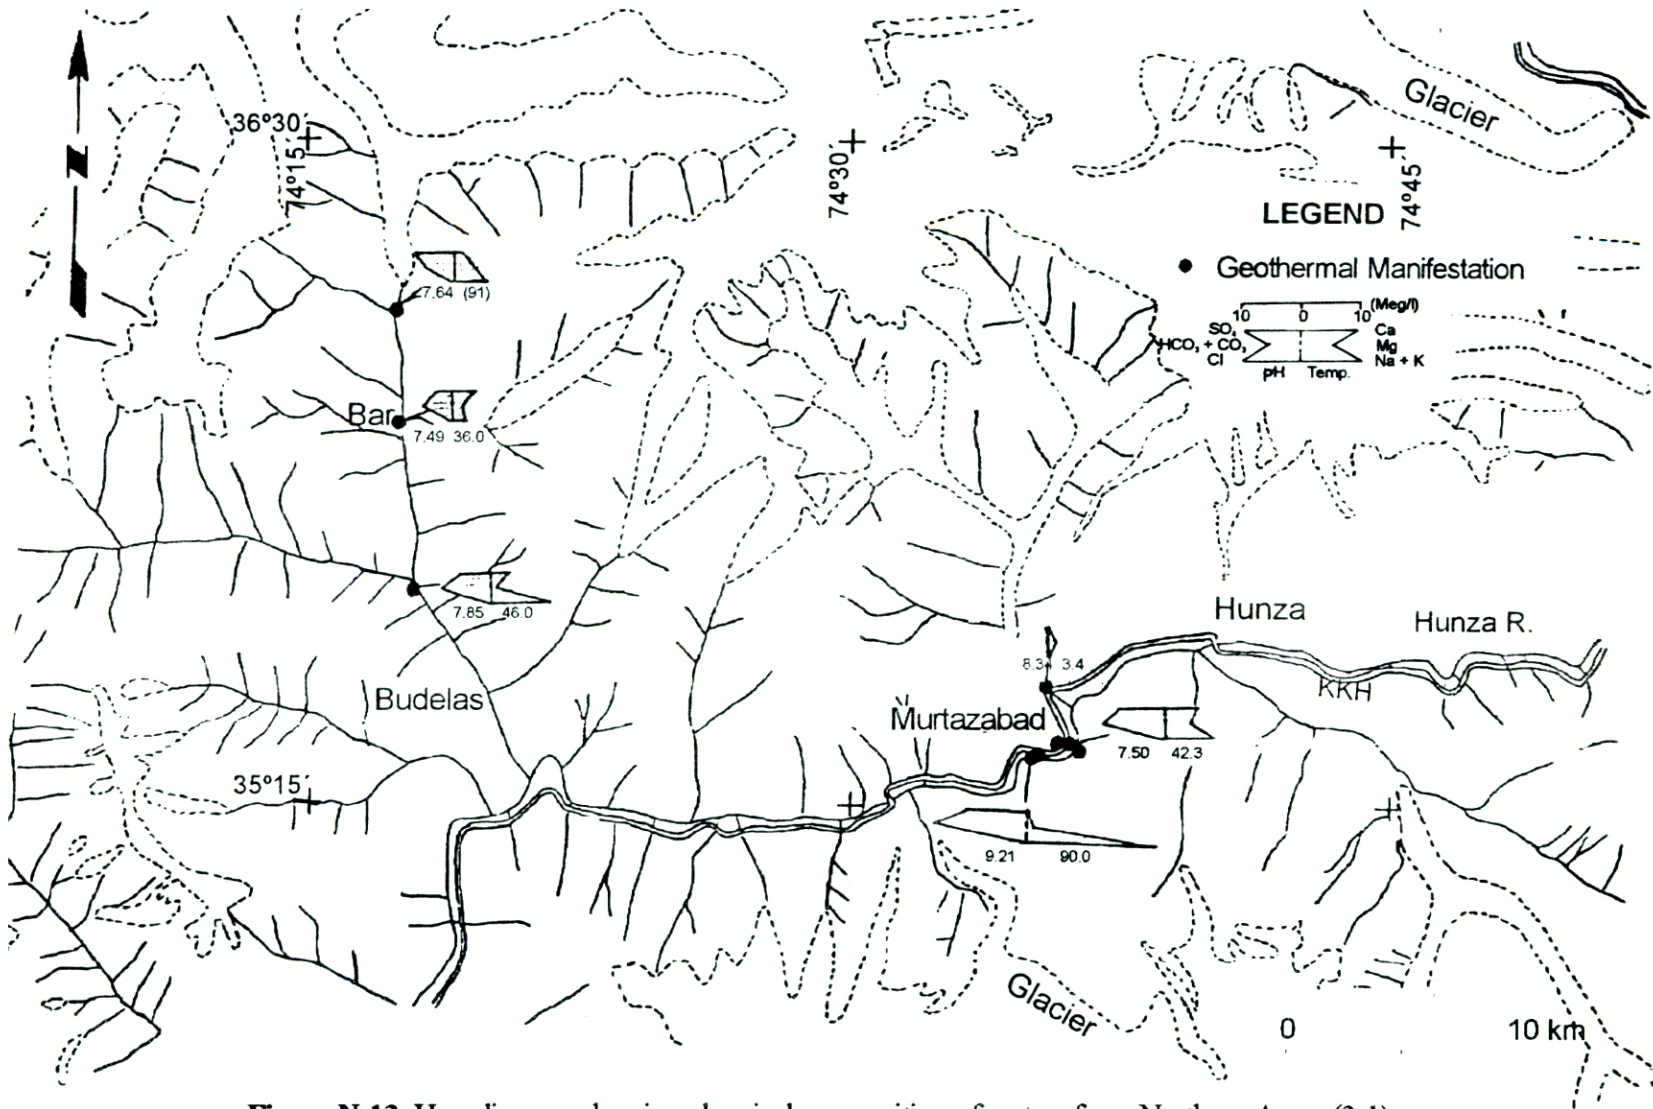 Glacier
36°30´
74°15´
74°30´
74°45´
N
LEGEND
Geothermal Manifestation
10 0 10 (Meg/l)
SO₄ Ca
HCO₃ + CO₃ Mg
Cl Na + K
pH Temp.
7.64 (91)
Bar
7.49 36.0
7.85 46.0
Hunza
Hunza R.
8.3 3.4
KKH
Budelas
Murtazabad
7.50 42.3
35°15´
9.21 90.0
Glacier
0 10 km